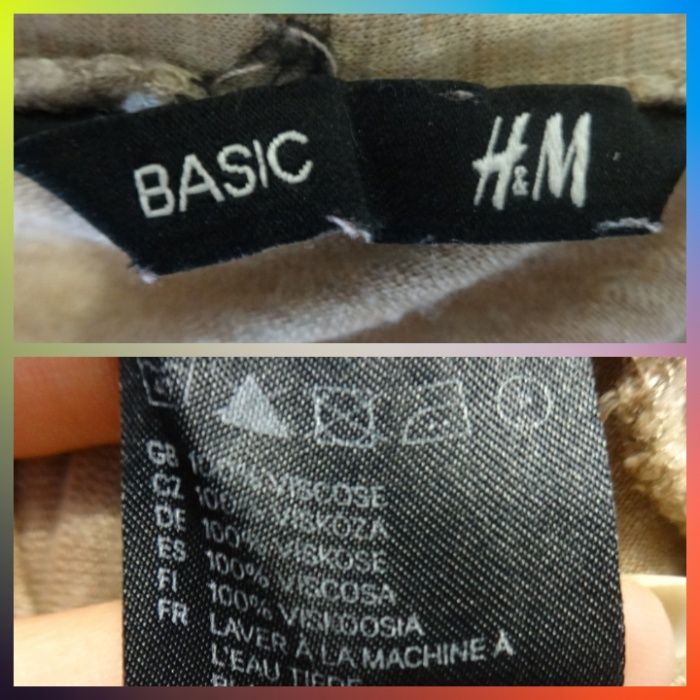 BASIC
H&M
GB 100% VISCOSE
CZ 100% VISKOZA
DE 100% VISKOSE
ES 100% VISCOSA
FI 100% VISKOOSIA
FR LAVER À LA MACHINE À
L'EAU TIEDE